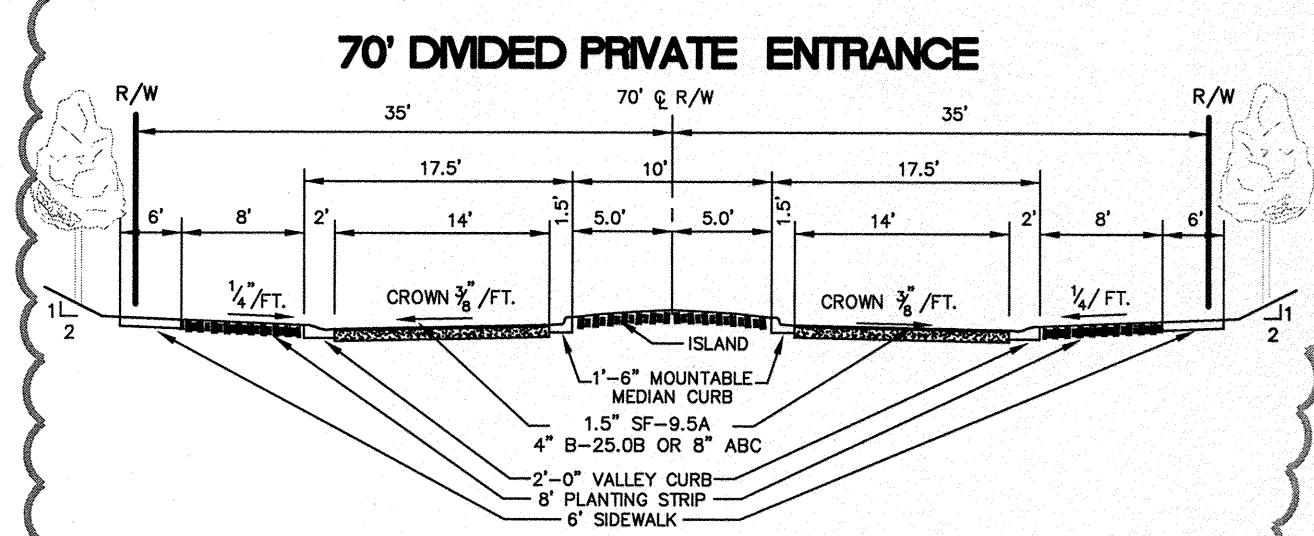 70' DIVIDED PRIVATE ENTRANCE
R/W 70' ℄ R/W R/W
35' 35'
17.5' 10' 17.5'
6' 8' 2' 14' 1.5' 5.0' 5.0' 1.5' 14' 2' 8' 6'
1/4"/FT. CROWN 3/8"/FT. CROWN 3/8"/FT. 1/4/ FT.
1 1
2 2
ISLAND
1'-6" MOUNTABLE
MEDIAN CURB
1.5" SF-9.5A
4" B-25.0B OR 8" ABC
2'-0" VALLEY CURB
8' PLANTING STRIP
6' SIDEWALK